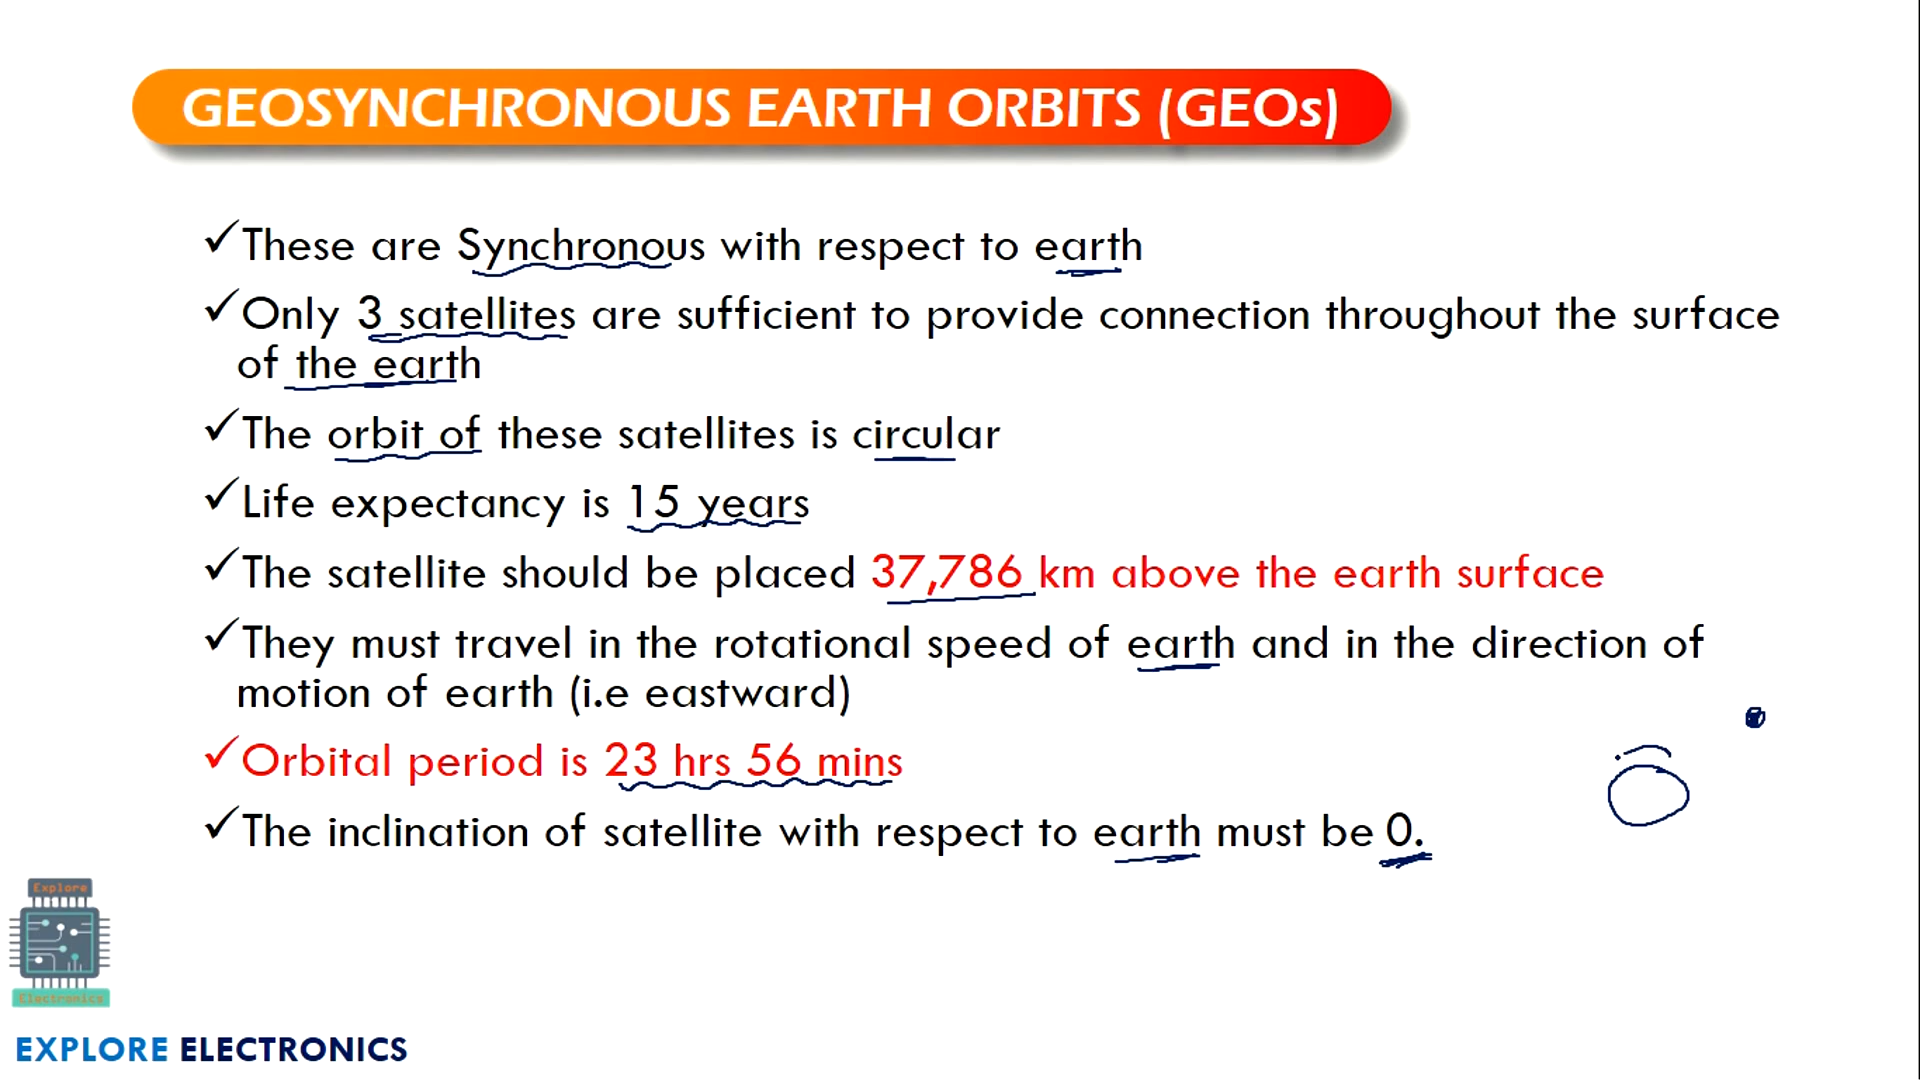 GEOSYNCHRONOUS EARTH ORBITS (GEOs)
✓These are Synchronous with respect to earth
✓Only 3 satellites are sufficient to provide connection throughout the surface
of the earth
✓The orbit of these satellites is circular
✓Life expectancy is 15 years
✓The satellite should be placed 37,786 km above the earth surface
✓They must travel in the rotational speed of earth and in the direction of
motion of earth (i.e eastward)
✓Orbital period is 23 hrs 56 mins
✓The inclination of satellite with respect to earth must be 0.
Explore
Electronics
EXPLORE ELECTRONICS